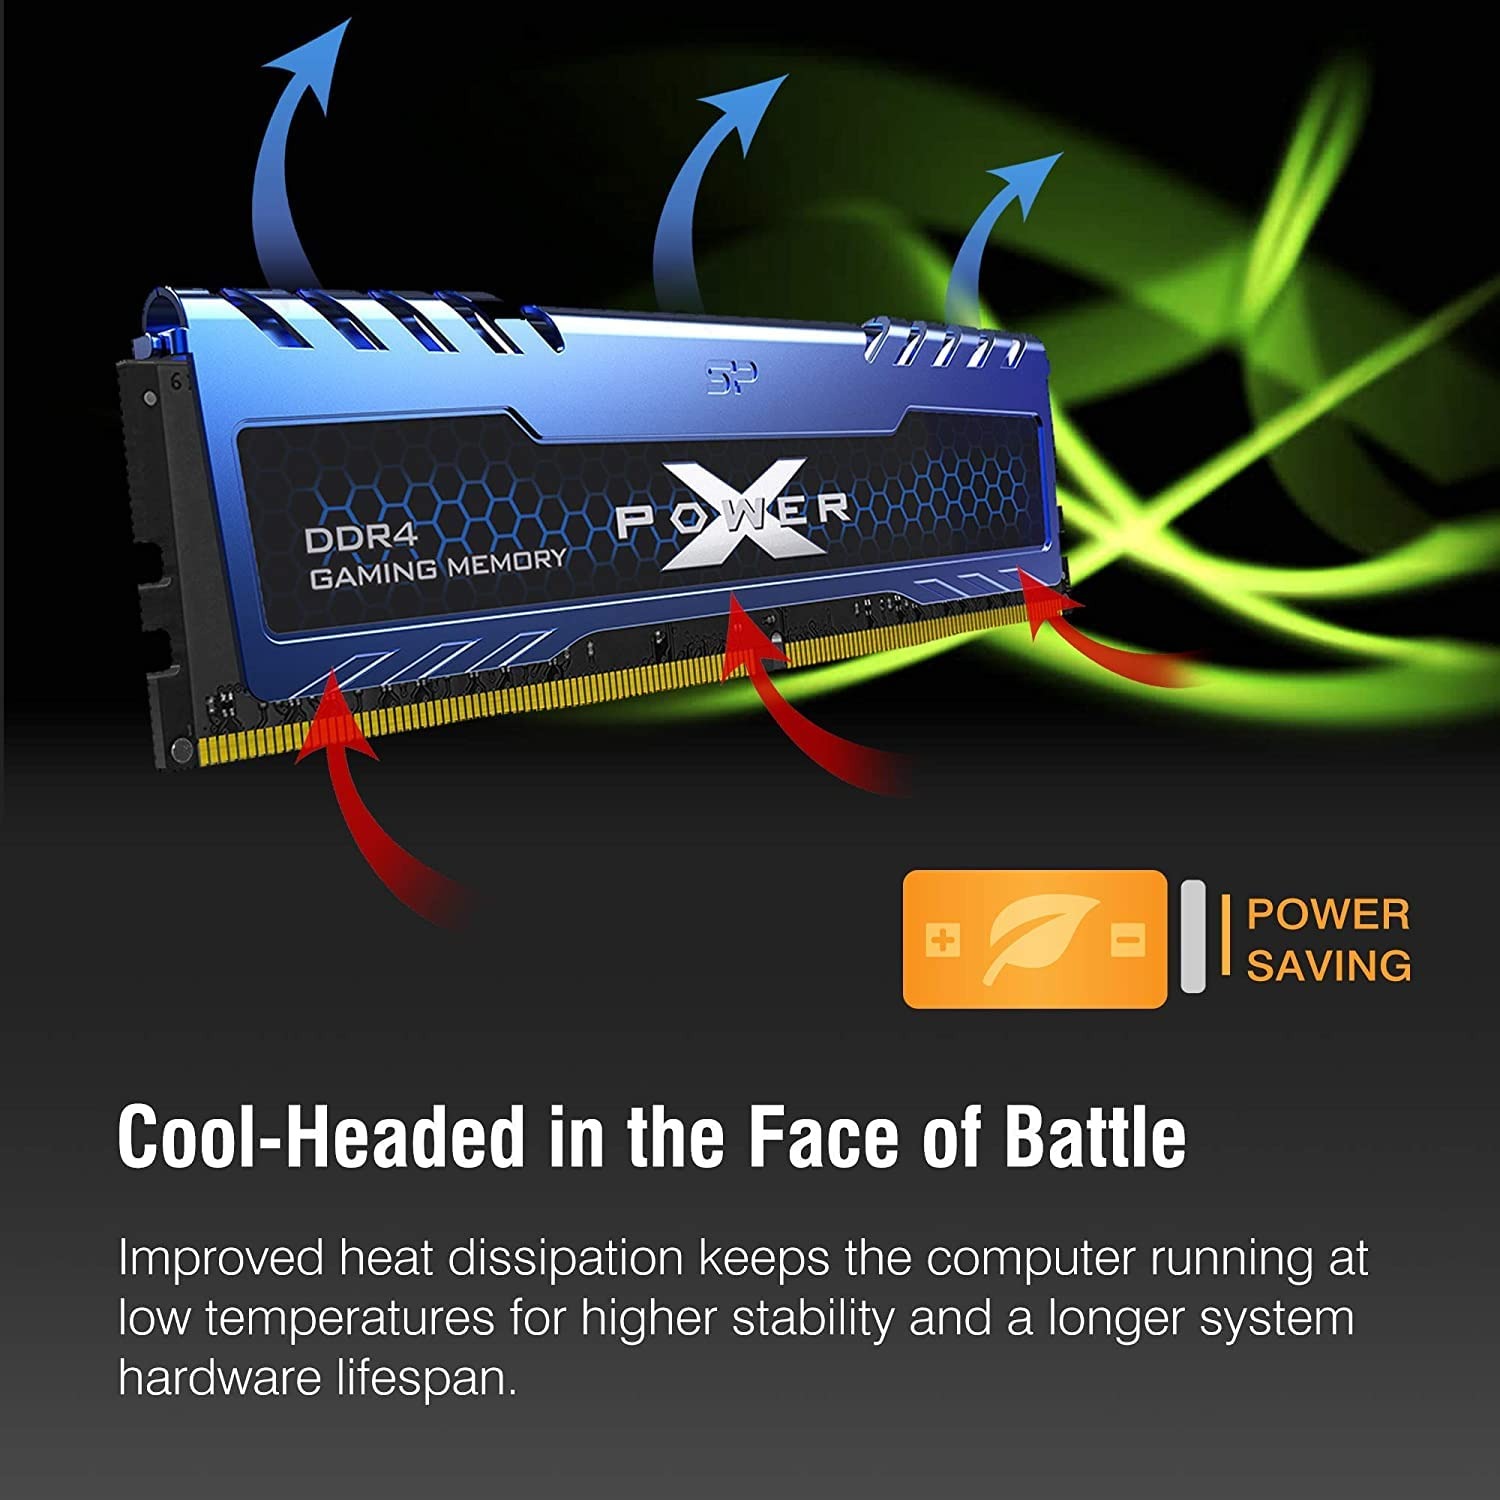 SP
POWER
X
DDR4
GAMING MEMORY
POWER
SAVING
Cool-Headed in the Face of Battle
Improved heat dissipation keeps the computer running at
low temperatures for higher stability and a longer system
hardware lifespan.